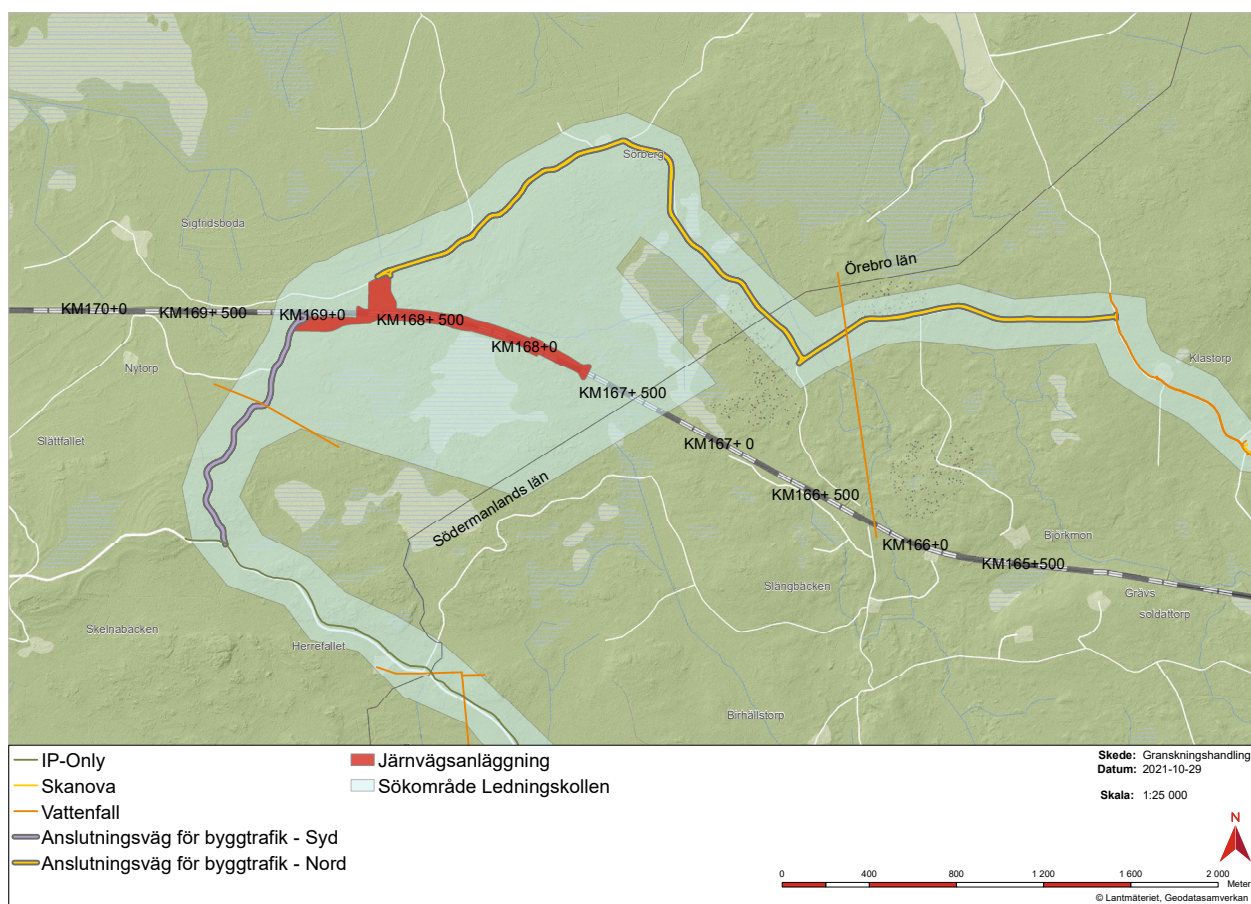 Sörberg
Sigfridsboda
Örebro län
KM170+0
KM169+ 500
KM169+0
KM168+ 500
KM168+0
Klastorp
Nytorp
KM167+ 500
Slättfallet
KM167+ 0
KM166+ 500
Södermanlands län
KM166+0
Björkmon
KM165+500
Slångbäcken
Grävs
soldattorp
Skelnabäcken
Herrefallet
Birhällstorp
IP-Only
Skanova
Vattenfall
Anslutningsväg för byggtrafik - Syd
Anslutningsväg för byggtrafik - Nord
Järnvägsanläggning
Sökområde Ledningskollen
Skede: Granskningshandling
Datum: 2021-10-29
Skala: 1:25 000
N
0 400 800 1 200 1 600 2 000
Meter
© Lantmäteriet, Geodatasamverkan